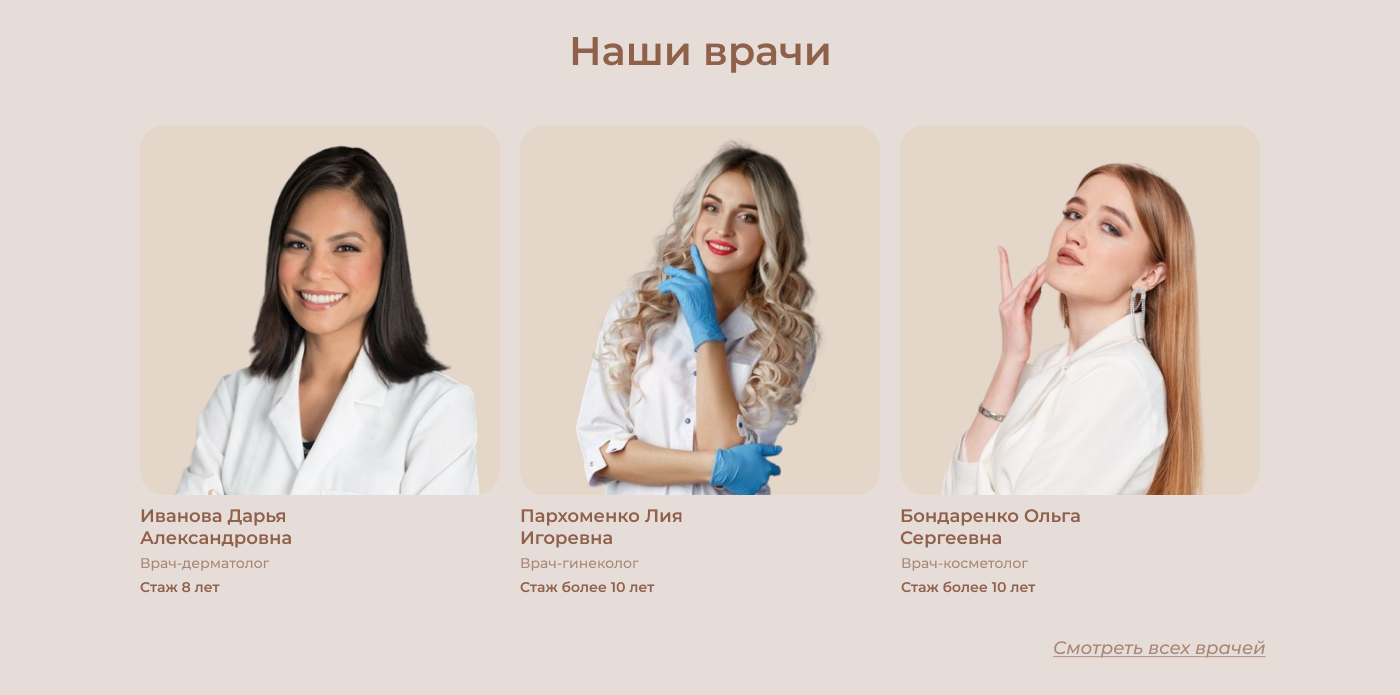 Наши врачи
Иванова Дарья
Александровна
Врач-дерматолог
Стаж 8 лет
Пархоменко Лия
Игоревна
Врач-гинеколог
Стаж более 10 лет
Бондаренко Ольга
Сергеевна
Врач-косметолог
Стаж более 10 лет
Смотреть всех врачей